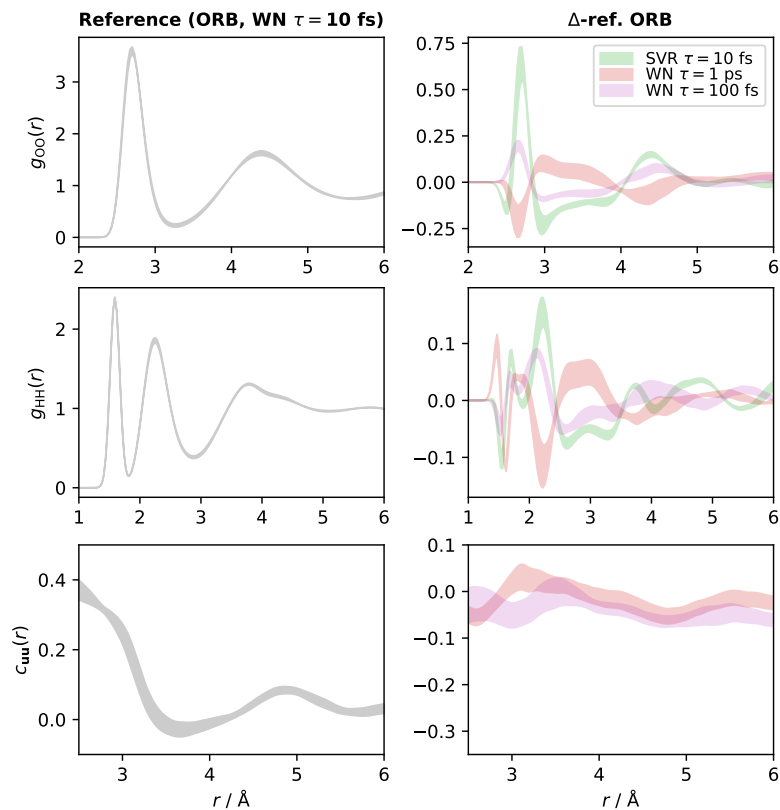 Reference (ORB, WN τ = 10 fs)
Δ-ref. ORB
g_OO(r)
3
2
1
0
2 3 4 5 6
0.75
0.50
0.25
0.00
−0.25
2 3 4 5 6
SVR τ = 10 fs
WN τ = 1 ps
WN τ = 100 fs
g_HH(r)
2
1
0
1 2 3 4 5 6
0.1
0.0
−0.1
1 2 3 4 5 6
c_uu(r)
0.4
0.2
0.0
3 4 5 6
r / Å
0.1
0.0
−0.1
−0.2
−0.3
3 4 5 6
r / Å